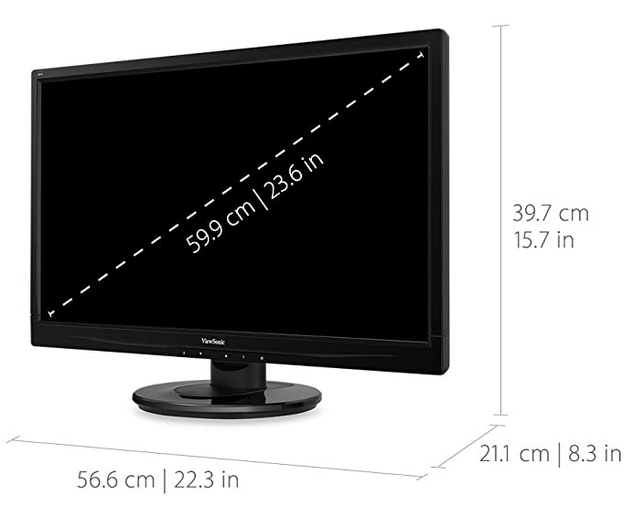 59.9 cm | 23.6 in
39.7 cm
15.7 in
ViewSonic
21.1 cm | 8.3 in
56.6 cm | 22.3 in